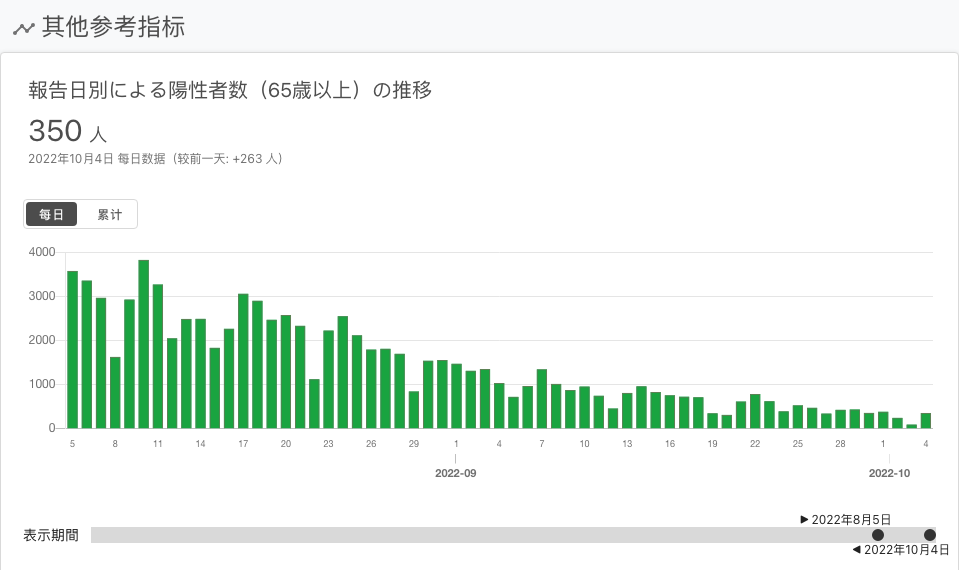 其他参考指标
報告日別による陽性者数（65歳以上）の推移
350 人
2022年10月4日 每日数据（较前一天: +263 人）
每日 累计
4000
3000
2000
1000
0
5 8 11 14 17 20 23 26 29 1 4 7 10 13 16 19 22 25 28 1 4
2022-09 2022-10
2022年8月5日
表示期間
2022年10月4日